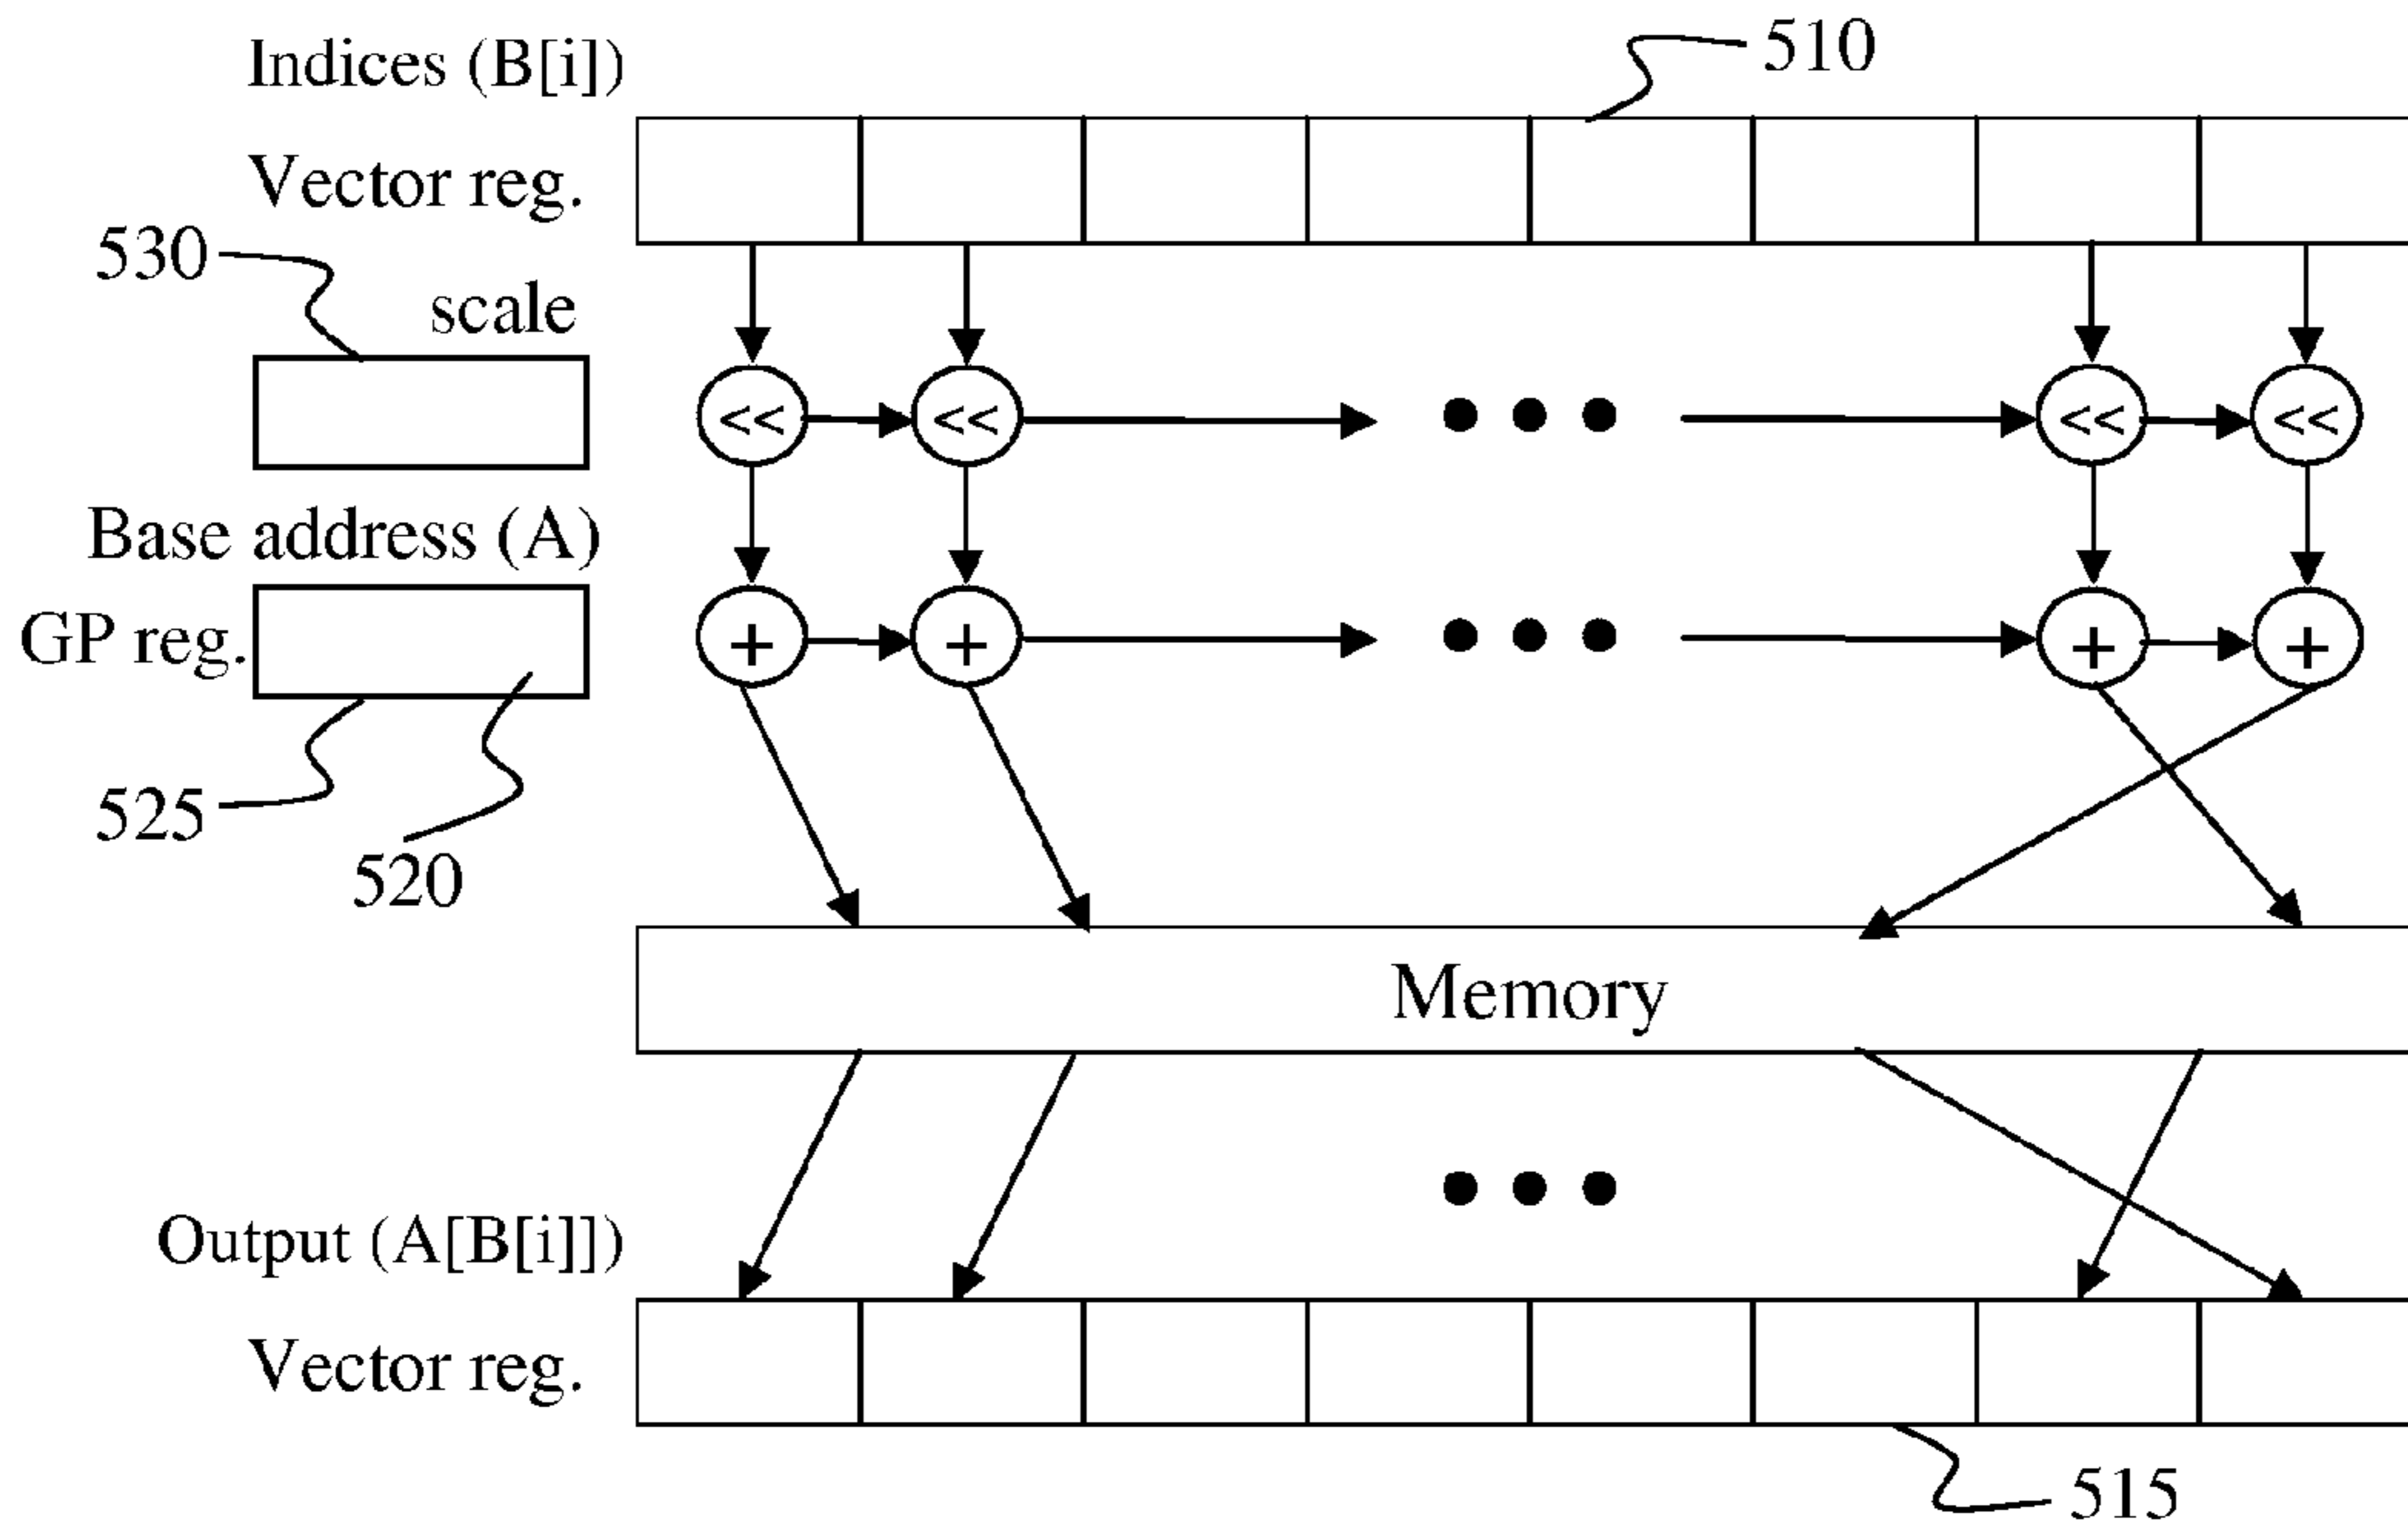 Indices (B[i])
510
Vector reg.
530
scale
<< << << <<
Base address (A)
GP reg.
+ + + +
525
520
Memory
Output (A[B[i]])
Vector reg.
515